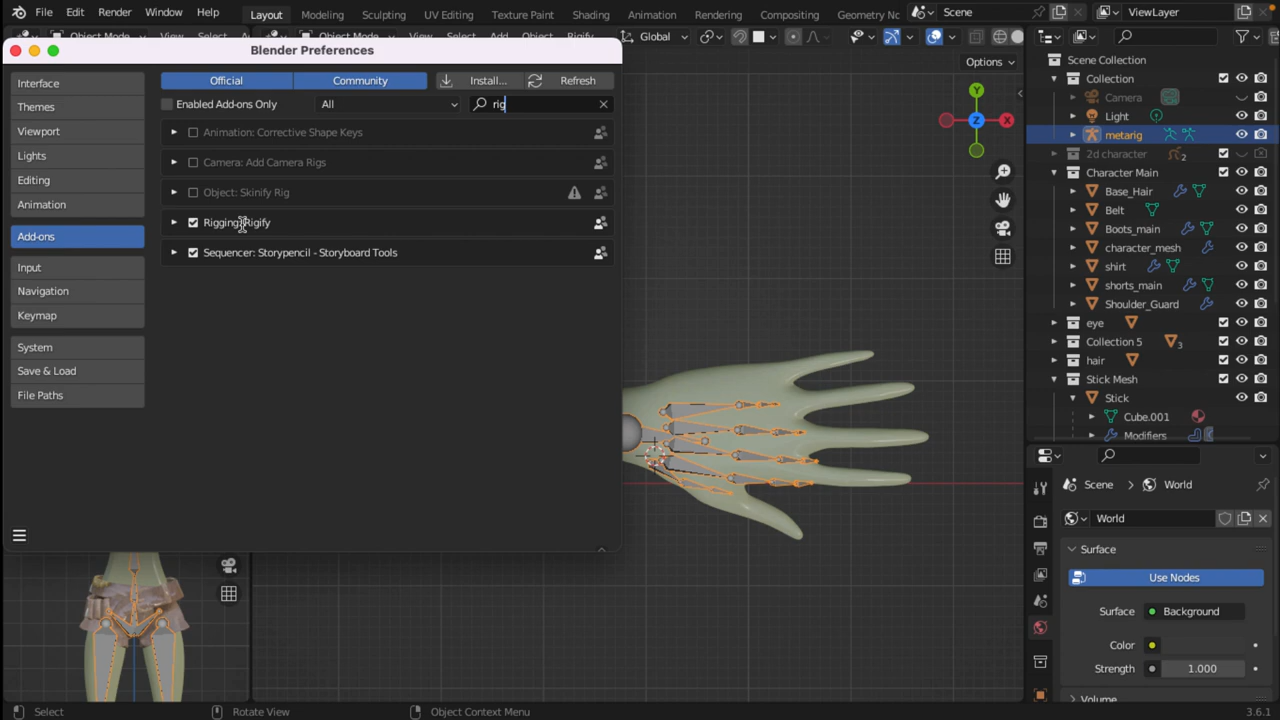 File Edit Render Window Help Layout Modeling Sculpting UV Editing Texture Paint Shading Animation Rendering Compositing Geometry Nc Scene ViewLayer
Blender Preferences
Global
Options
Interface
Themes
Viewport
Lights
Editing
Animation
Add-ons
Input
Navigation
Keymap
System
Save & Load
File Paths
Official Community Install... Refresh
Enabled Add-ons Only All rig
Animation: Corrective Shape Keys
Camera: Add Camera Rigs
Object: Skinify Rig
Rigging: Rigify
Sequencer: Storypencil - Storyboard Tools
Y
Z X
Scene Collection
Collection
Camera
Light
metarig
2d character 2
Character Main
Base_Hair
Belt
Boots_main
character_mesh
shirt
shorts_main
Shoulder_Guard
eye
Collection 5 3
hair
Stick Mesh
Stick
Cube.001
Modifiers
Scene World
World
Surface
Use Nodes
Surface Background
Color
Strength 1.000
Volume
Select Rotate View Object Context Menu 3.6.1